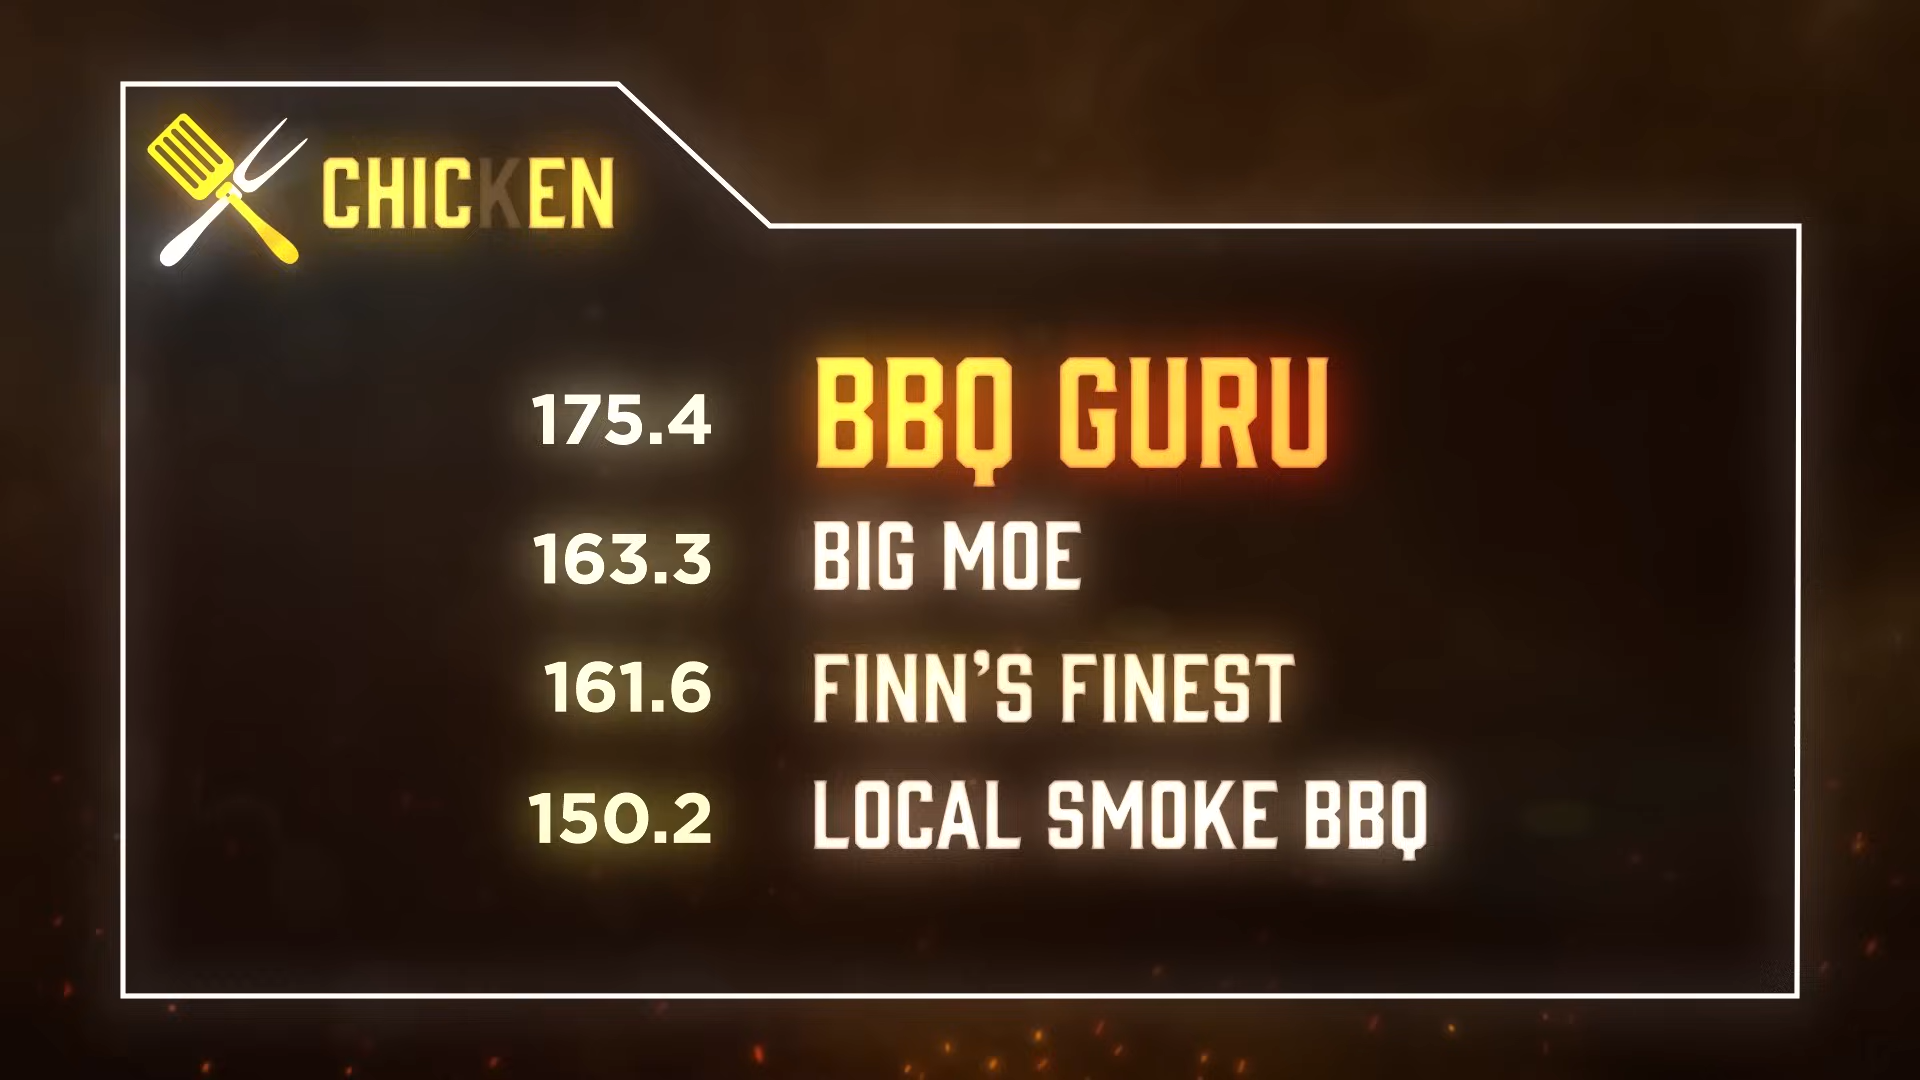 CHICKEN
175.4 BBQ GURU
163.3 BIG MOE
161.6 FINN'S FINEST
150.2 LOCAL SMOKE BBQ